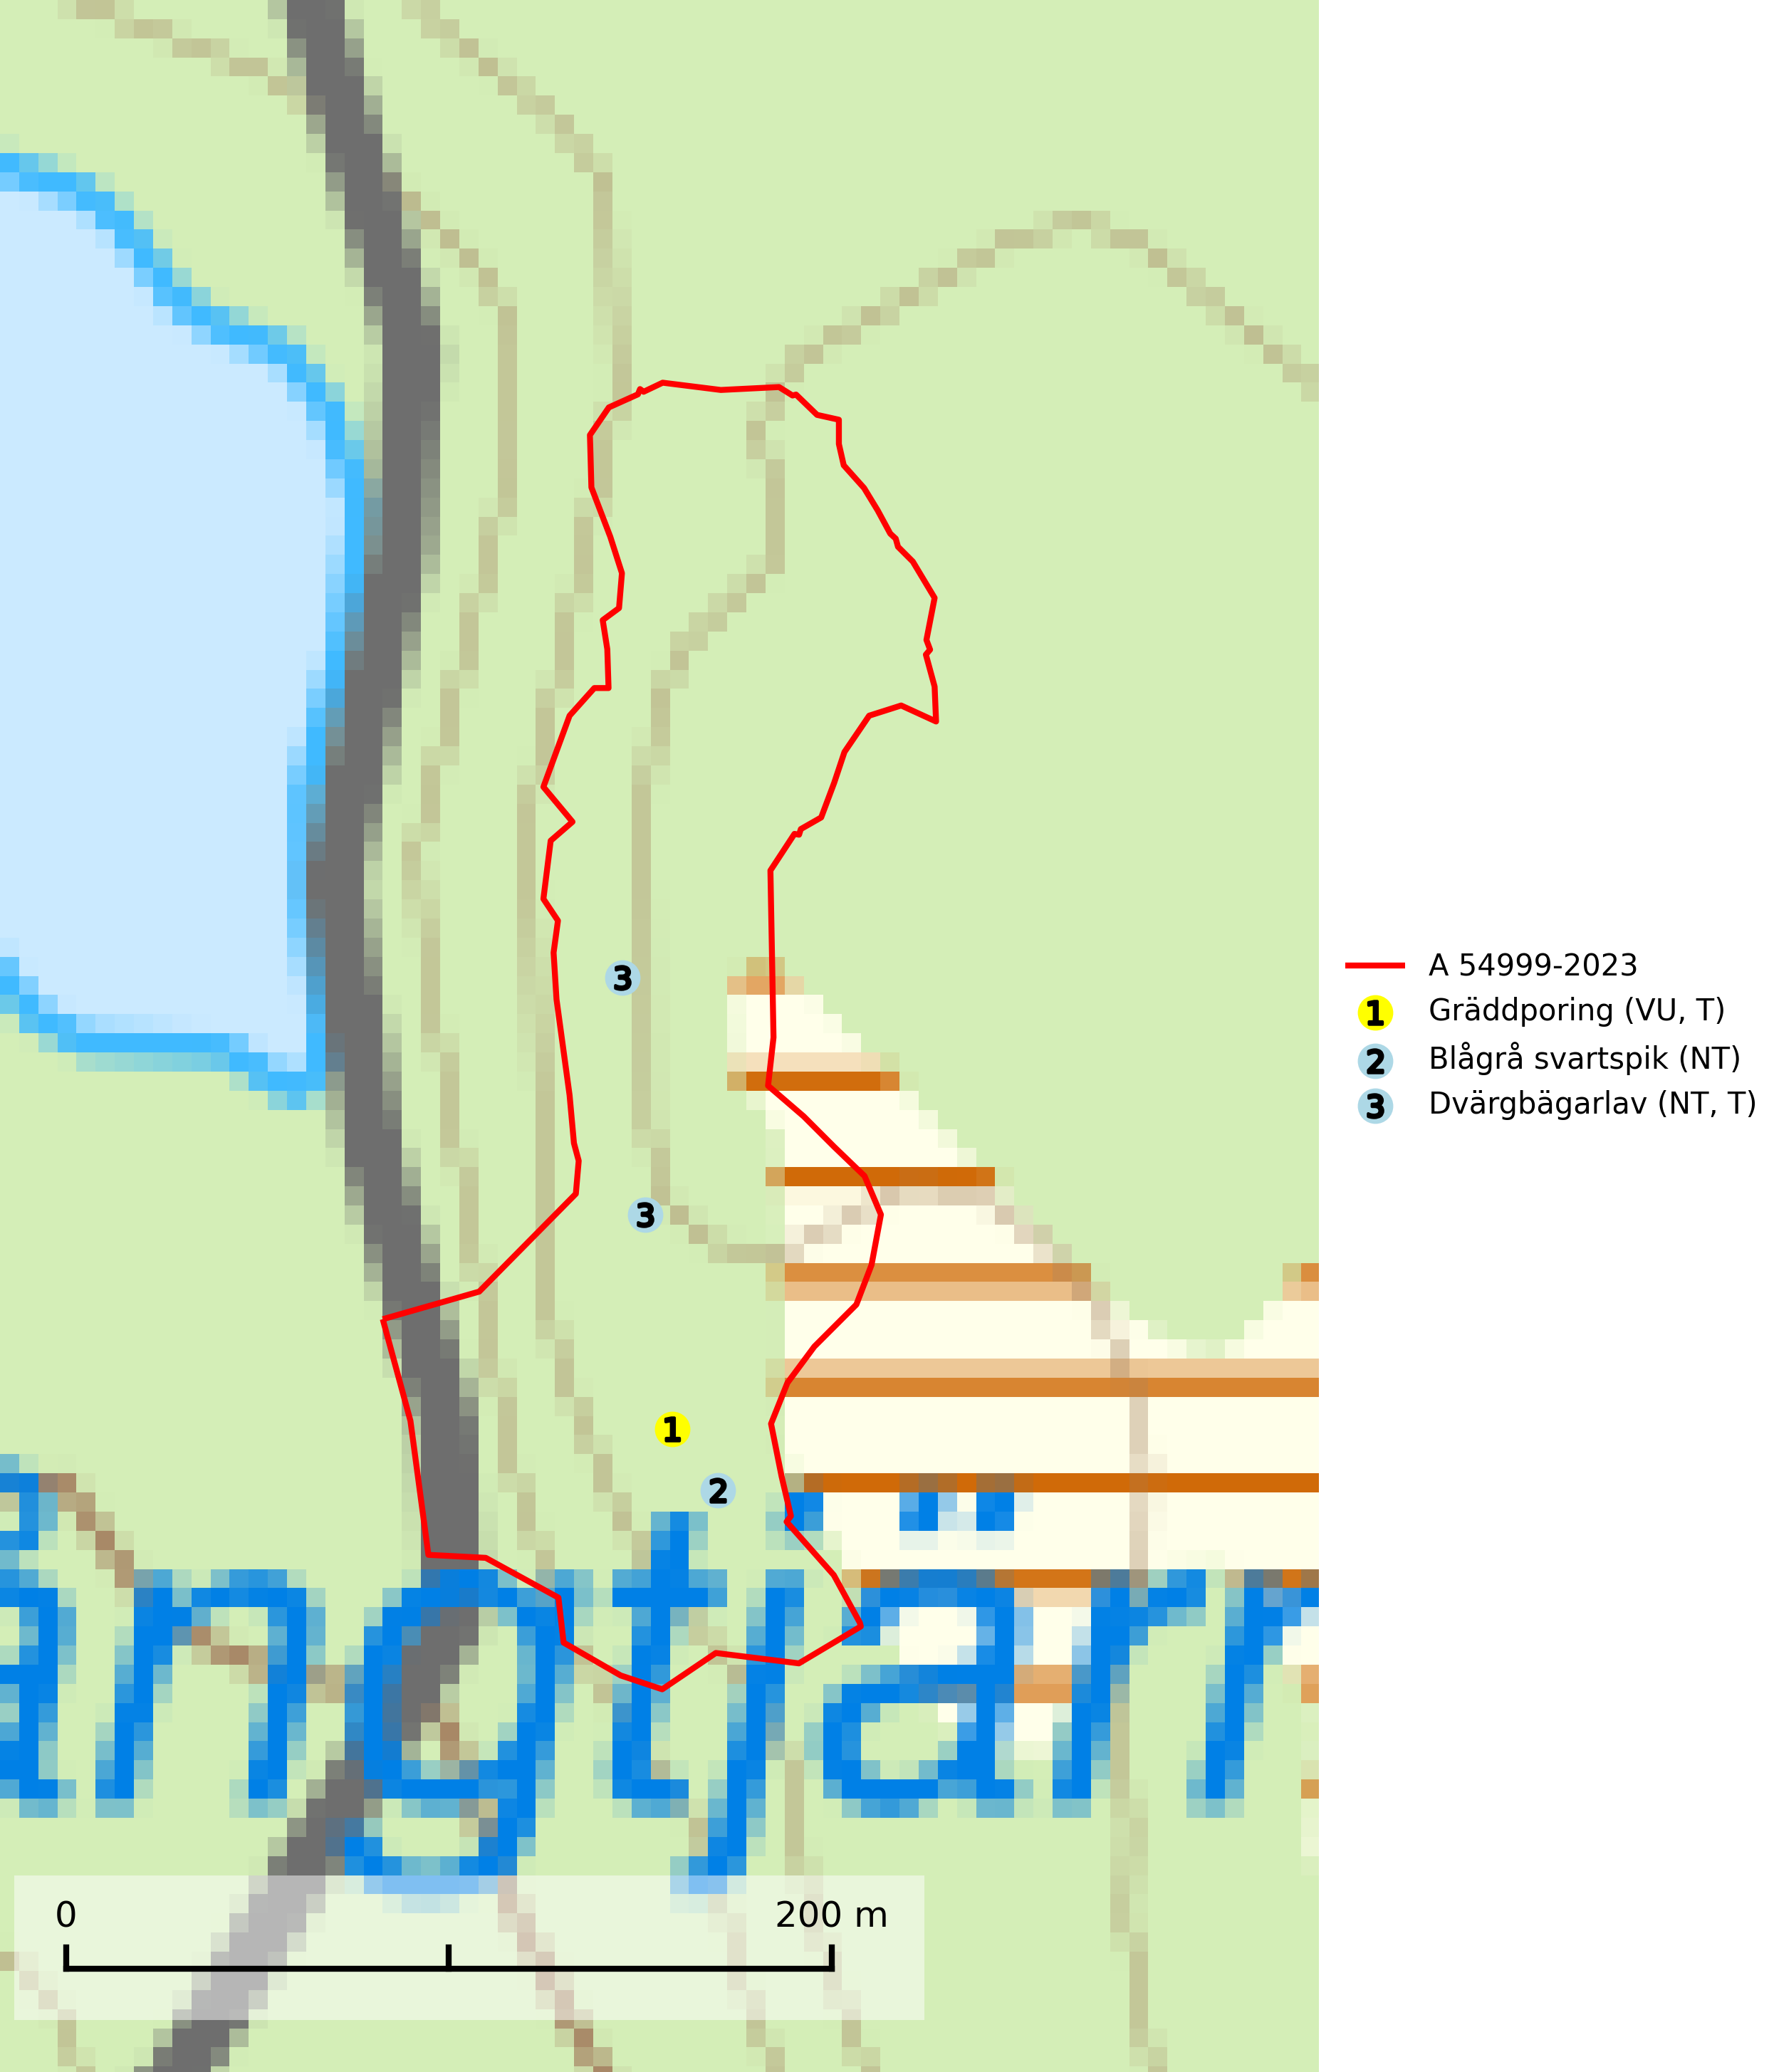 3
3
1
2
0
200 m
A 54999-2023
1 Gräddporing (VU, T)
2 Blågrå svartspik (NT)
3 Dvärgbägarlav (NT, T)